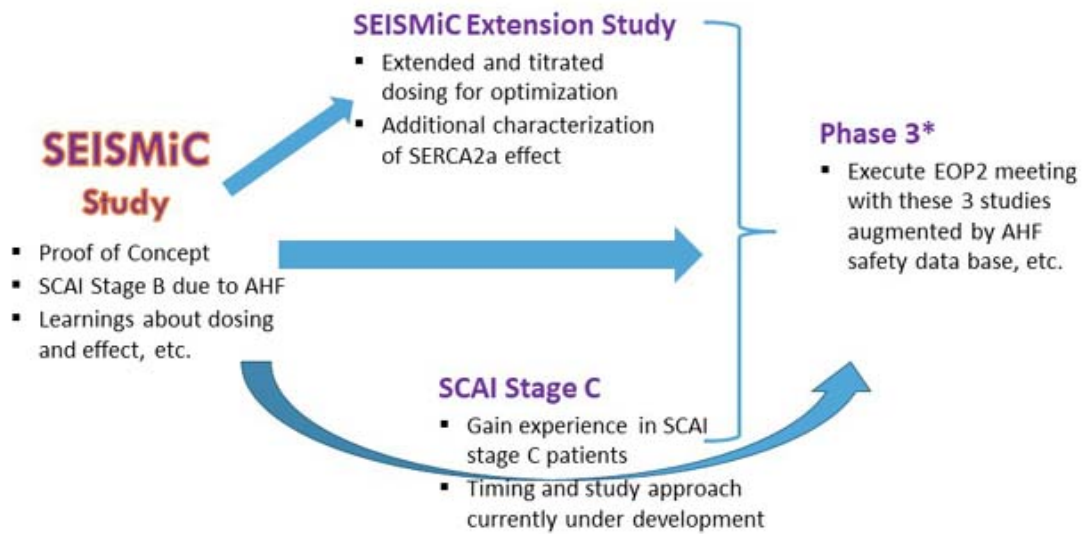 SEISMiC Extension Study
▪ Extended and titrated
dosing for optimization
▪ Additional characterization
of SERCA2a effect
SEISMiC
Study
▪ Proof of Concept
▪ SCAI Stage B due to AHF
▪ Learnings about dosing
and effect, etc.
SCAI Stage C
▪ Gain experience in SCAI
stage C patients
▪ Timing and study approach
currently under development
Phase 3*
▪ Execute EOP2 meeting
with these 3 studies
augmented by AHF
safety data base, etc.